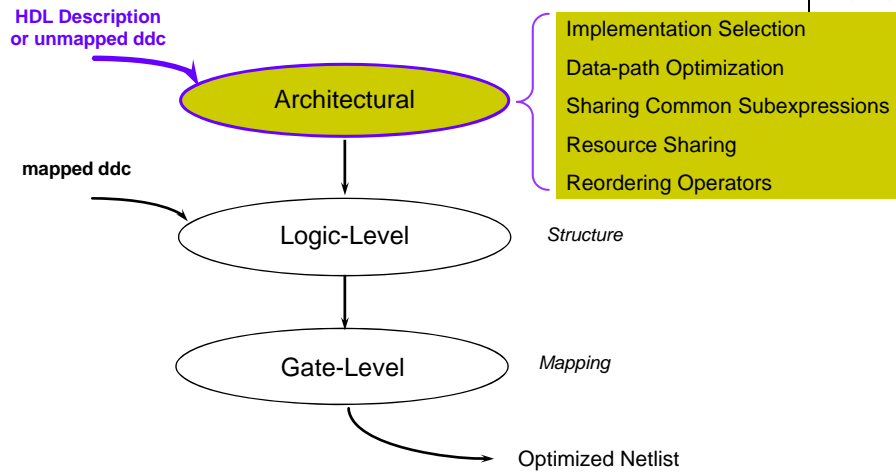 HDL Description
or unmapped ddc
Implementation Selection
Data-path Optimization
Architectural
Sharing Common Subexpressions
Resource Sharing
Reordering Operators
mapped ddc
Logic-Level
Structure
Gate-Level
Mapping
Optimized Netlist